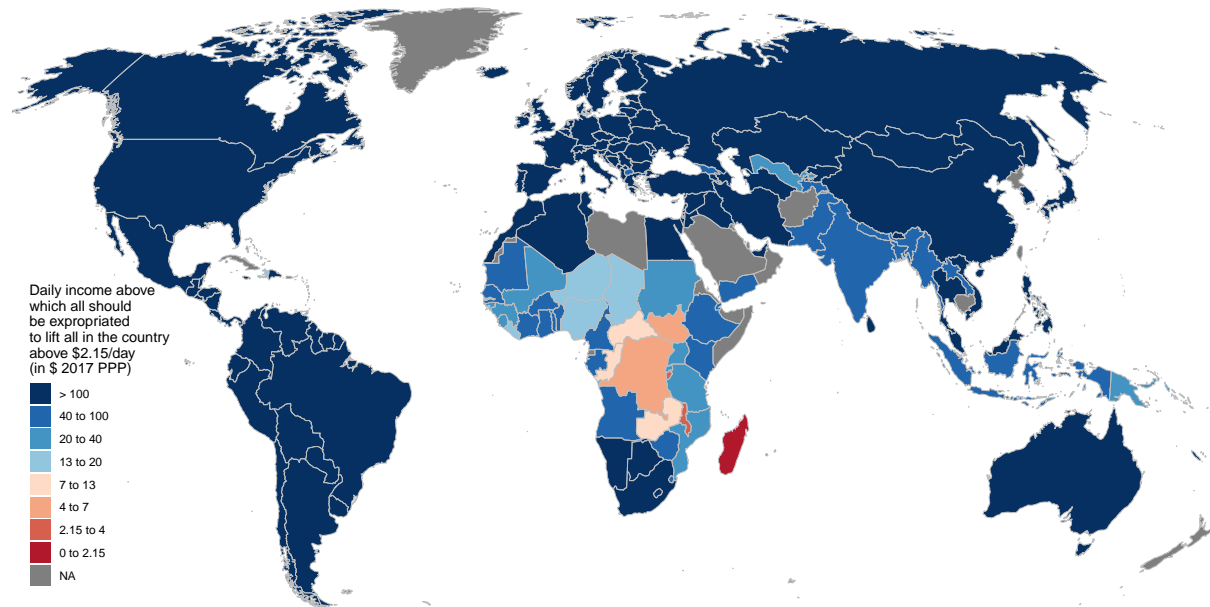 Daily income above
which all should
be expropriated
to lift all in the country
above $2.15/day
(in $ 2017 PPP)
> 100
40 to 100
20 to 40
13 to 20
7 to 13
4 to 7
2.15 to 4
0 to 2.15
NA